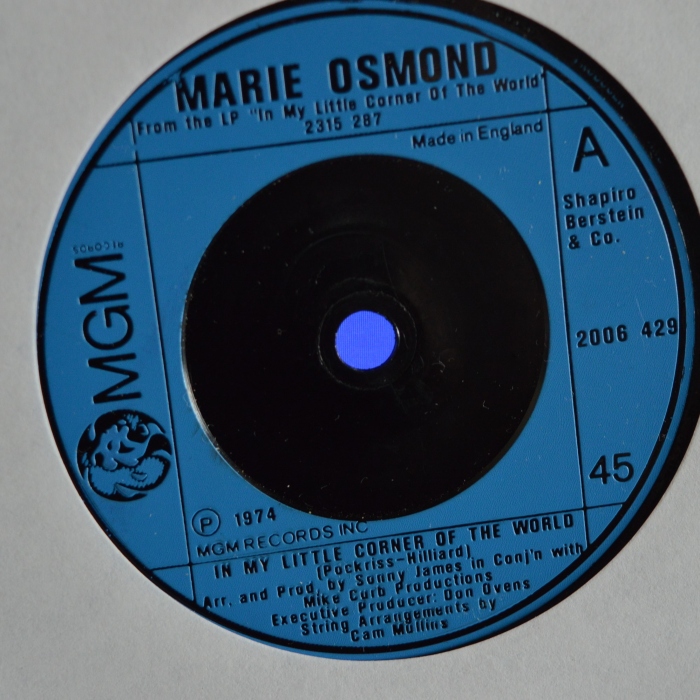 MARIE OSMOND
From the LP "In My Little Corner Of The World"
2315 287
Made in England
A
Shapiro
Berstein
& Co.
2006 429
45
MGM
RECORDS
P 1974
MGM RECORDS INC
IN MY LITTLE CORNER OF THE WORLD
(Pockriss-Hilliard)
Arr. and Prod. by Sonny James in Conj'n with
Mike Curb Productions
Executive Producer: Don Ovens
String Arrangements by
Cam Mullins